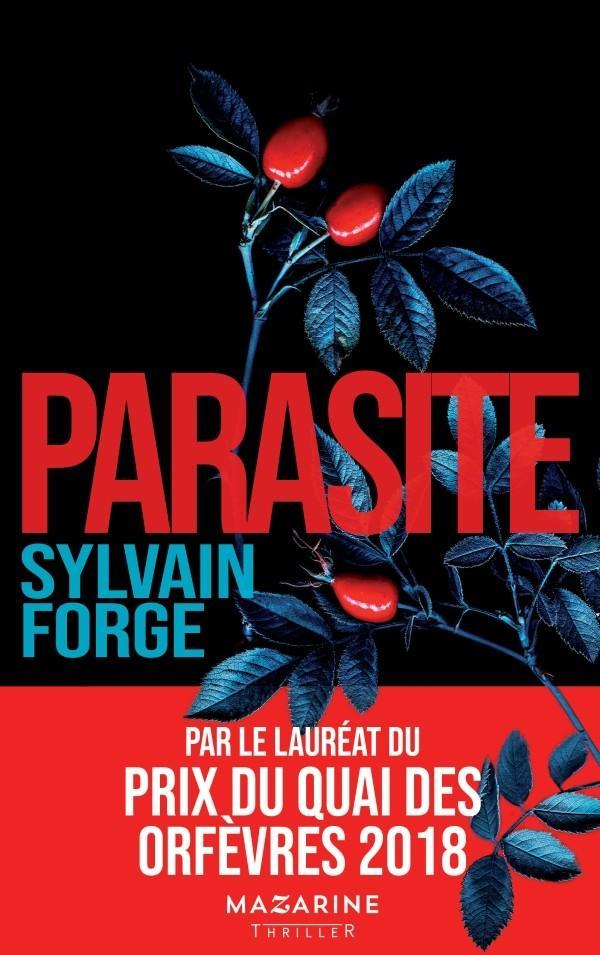 PARASITE
SYLVAIN
FORGE
PAR LE LAURÉAT DU
PRIX DU QUAI DES
ORFÈVRES 2018
MAZARINE
THRILLER